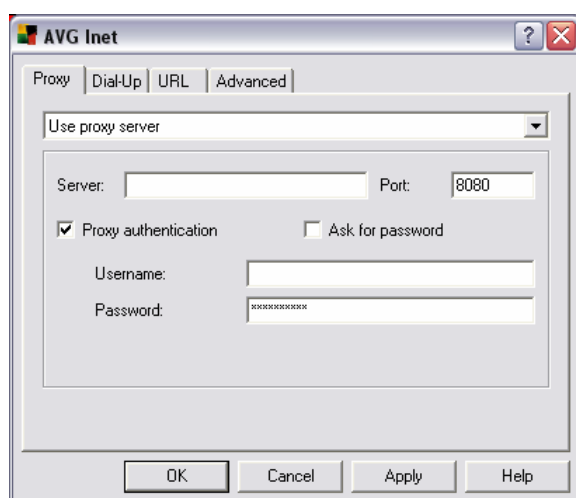 AVG Inet
Proxy Dial-Up URL Advanced
Use proxy server
Server: Port: 8080
Proxy authentication Ask for password
Username:
Password: **********
OK Cancel Apply Help